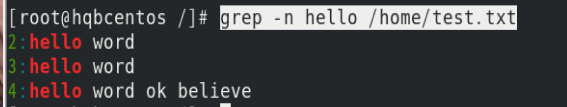 [root@hqbcentos /]# grep -n hello /home/test.txt
2:hello word
3:hello word
4:hello word ok believe